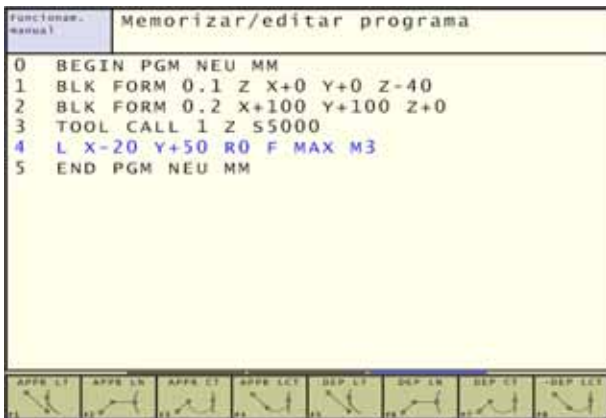 Funcionam.
manual
Memorizar/editar programa
0 BEGIN PGM NEU MM
1 BLK FORM 0.1 Z X+0 Y+0 Z-40
2 BLK FORM 0.2 X+100 Y+100 Z+0
3 TOOL CALL 1 Z S5000
4 L X-20 Y+50 R0 F MAX M3
5 END PGM NEU MM
APPR LT APPR LN APPR CT APPR LCT DEP LT DEP LN DEP CT DEP LCT